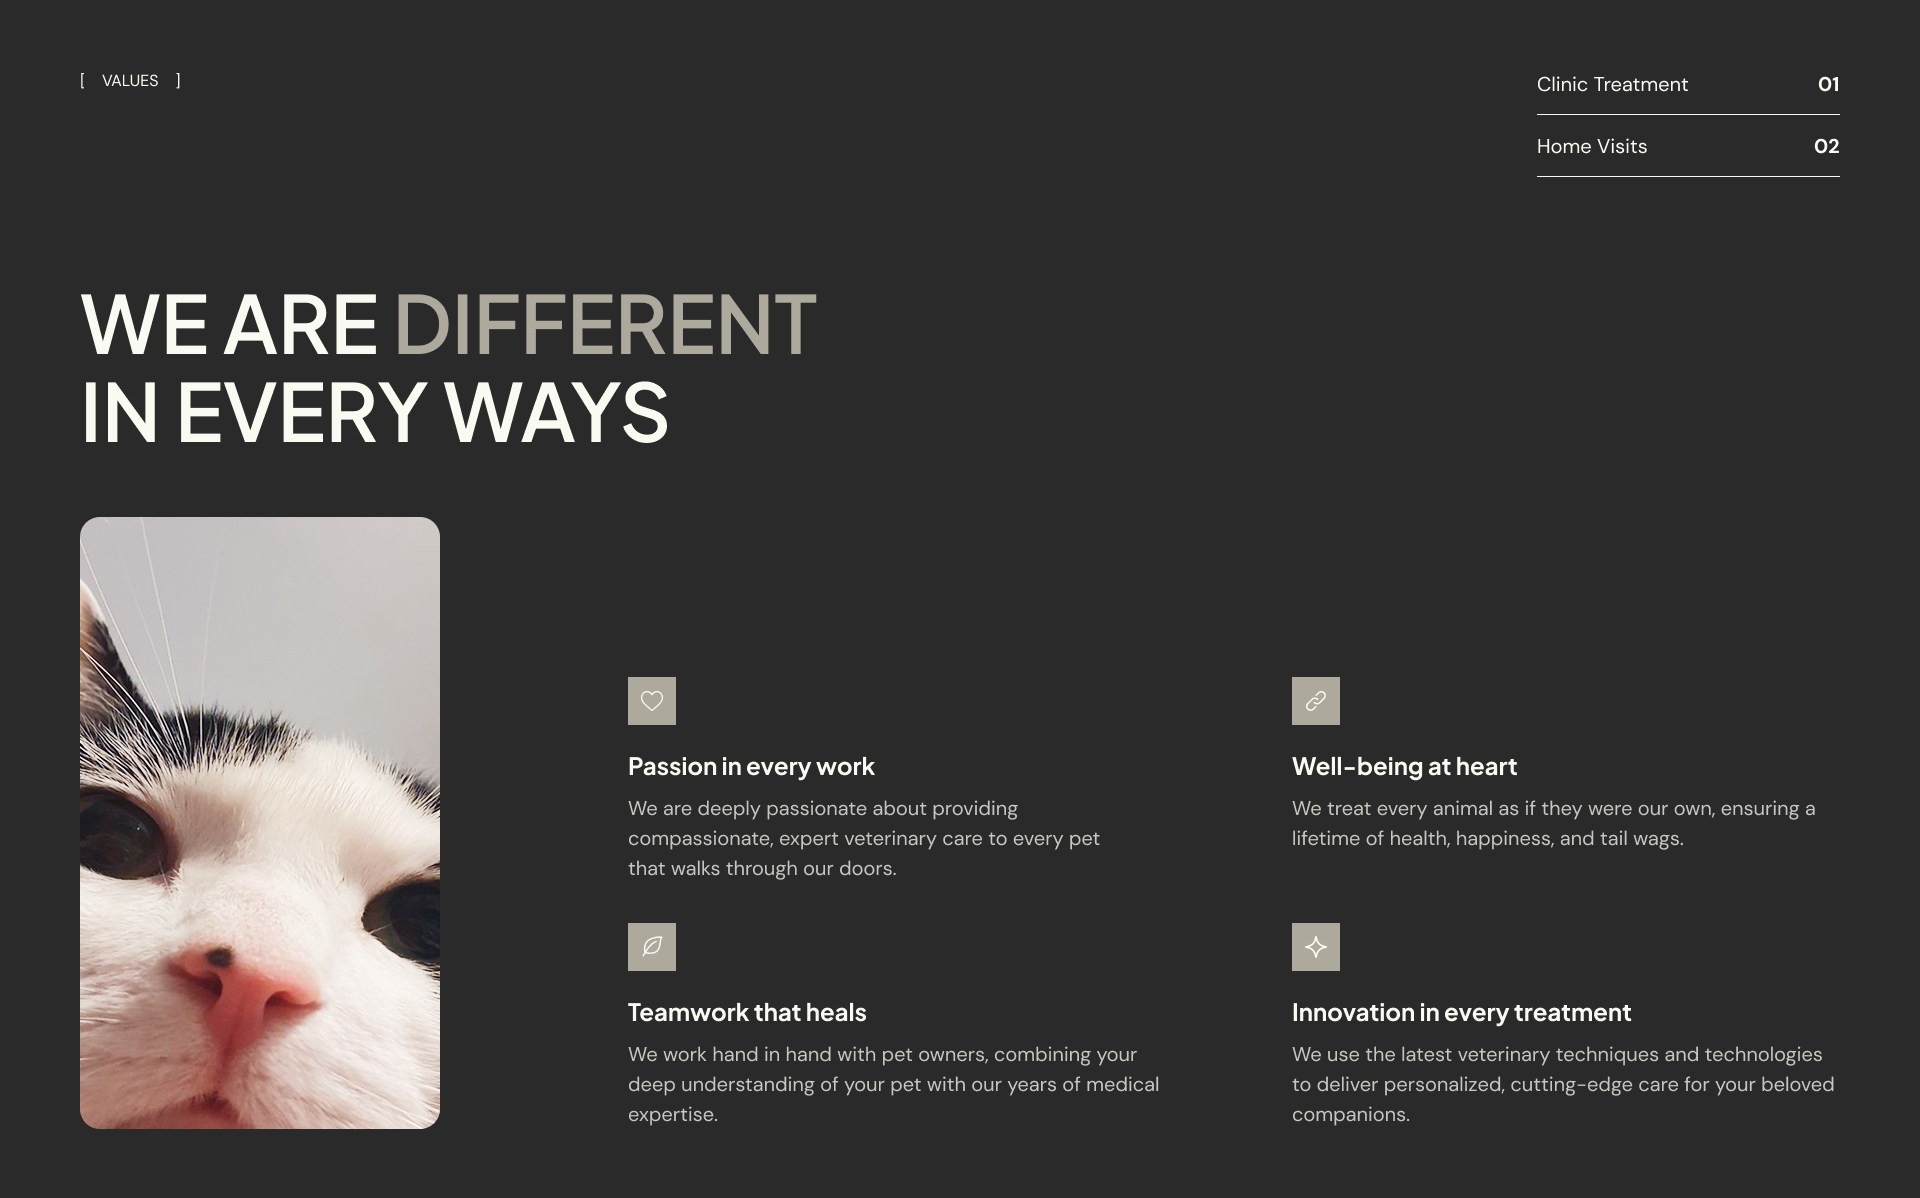 [ VALUES ]
Clinic Treatment 01
Home Visits 02
WE ARE DIFFERENT
IN EVERY WAYS
Passion in every work
We are deeply passionate about providing
compassionate, expert veterinary care to every pet
that walks through our doors.
Well-being at heart
We treat every animal as if they were our own, ensuring a
lifetime of health, happiness, and tail wags.
Teamwork that heals
We work hand in hand with pet owners, combining your
deep understanding of your pet with our years of medical
expertise.
Innovation in every treatment
We use the latest veterinary techniques and technologies
to deliver personalized, cutting-edge care for your beloved
companions.